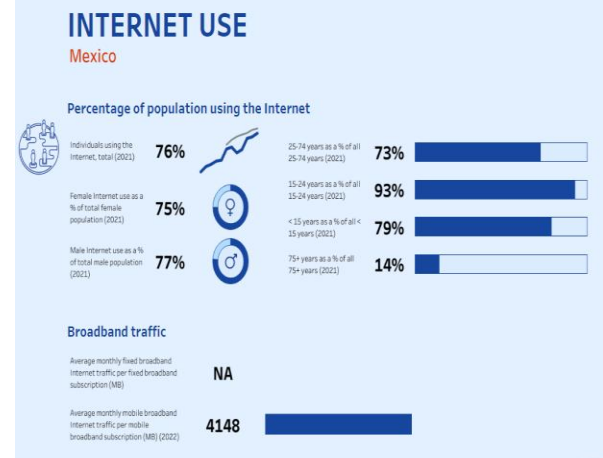 INTERNET USE
Mexico
Percentage of population using the Internet
Individuals using the
Internet, total (2021)
76%
Female Internet use as a
% of total female
population (2021)
75%
Male Internet use as a %
of total male population
(2021)
77%
25-74 years as a % of all
25-74 years (2021)
73%
15-24 years as a % of all
15-24 years (2021)
93%
< 15 years as a % of all <
15 years (2021)
79%
75+ years as a % of all
75+ years (2021)
14%
Broadband traffic
Average monthly fixed broadband
Internet traffic per fixed broadband
subscription (MB)
NA
Average monthly mobile broadband
Internet traffic per mobile
broadband subscription (MB) (2022)
4148